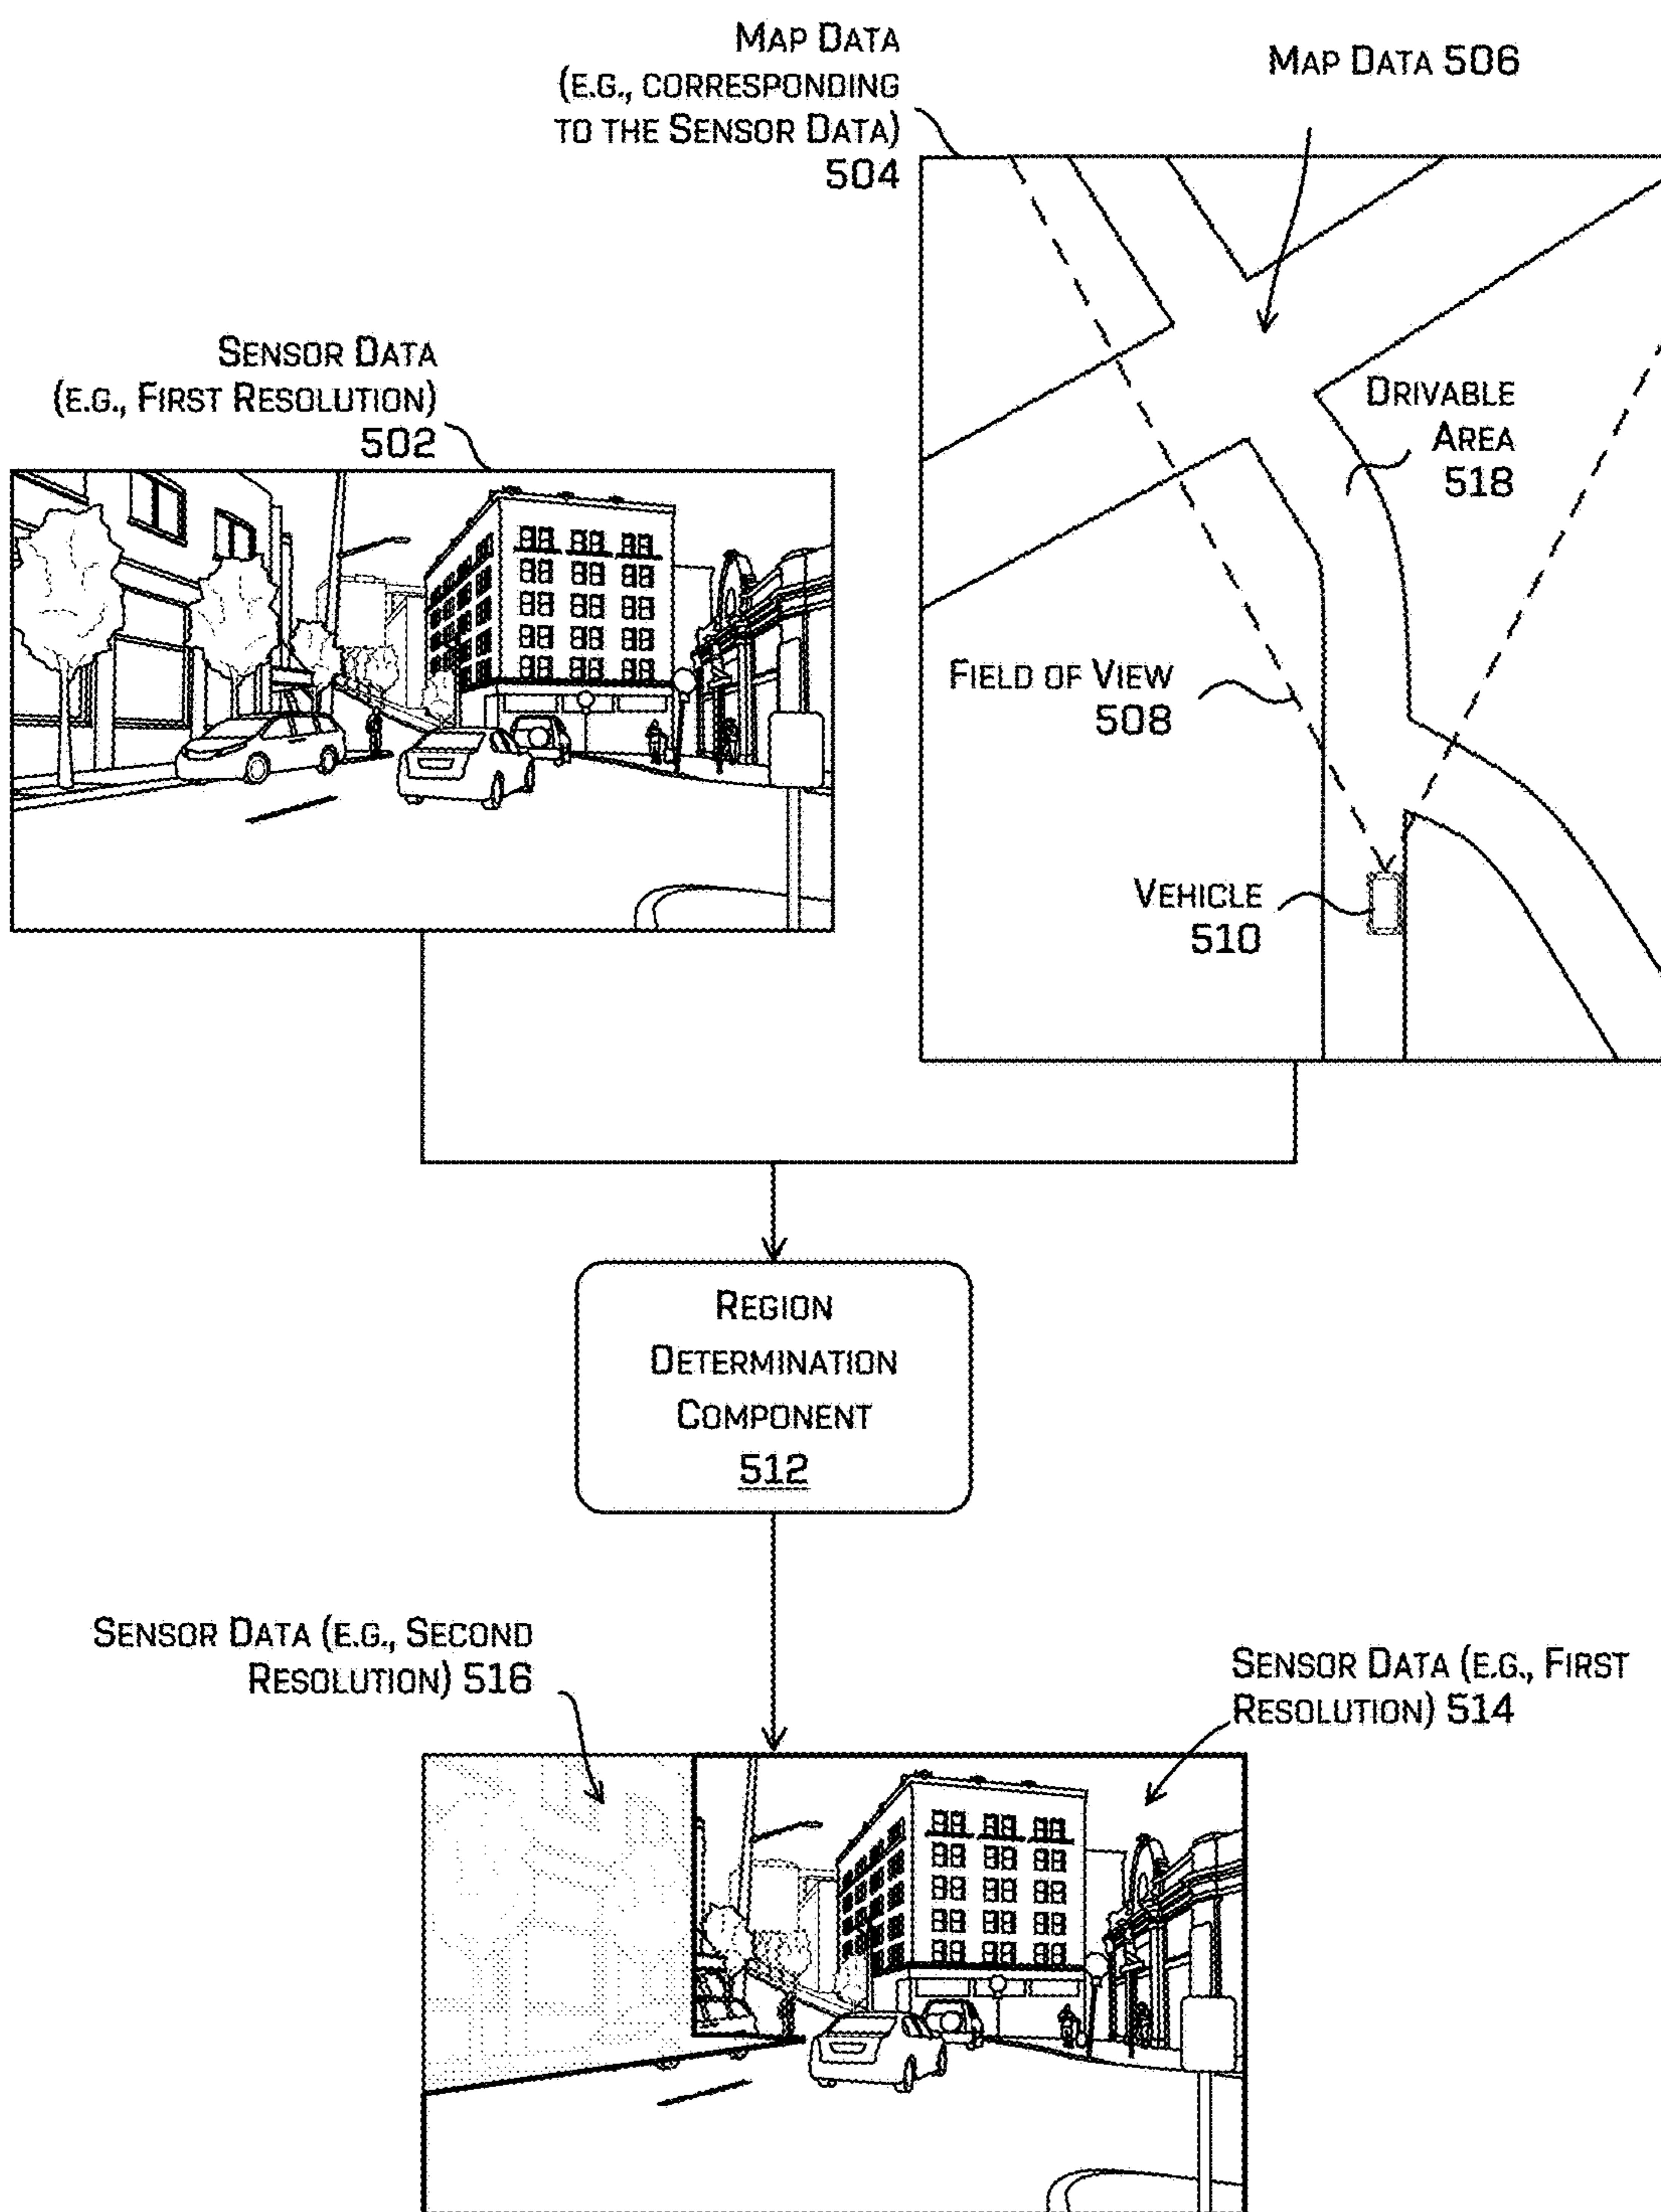 MAP DATA
(E.G., CORRESPONDING
TO THE SENSOR DATA)
504
MAP DATA 506
SENSOR DATA
(E.G., FIRST RESOLUTION)
502
DRIVABLE
AREA
518
FIELD OF VIEW
508
VEHICLE
510
REGION
DETERMINATION
COMPONENT
512
SENSOR DATA (E.G., SECOND
RESOLUTION) 516
SENSOR DATA (E.G., FIRST
RESOLUTION) 514